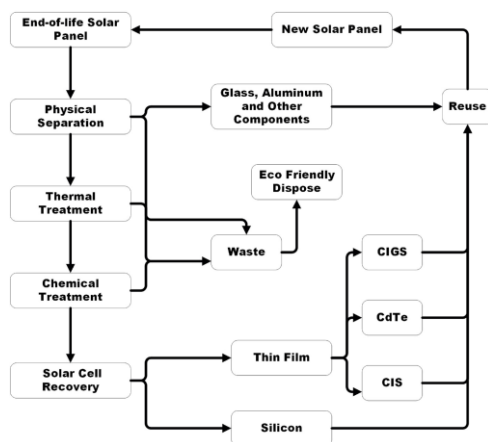 End-of-life Solar
Panel
New Solar Panel
Physical
Separation
Glass, Aluminum
and Other
Components
Reuse
Eco Friendly
Dispose
Thermal
Treatment
Waste
CIGS
Chemical
Treatment
CdTe
Solar Cell
Recovery
Thin Film
CIS
Silicon